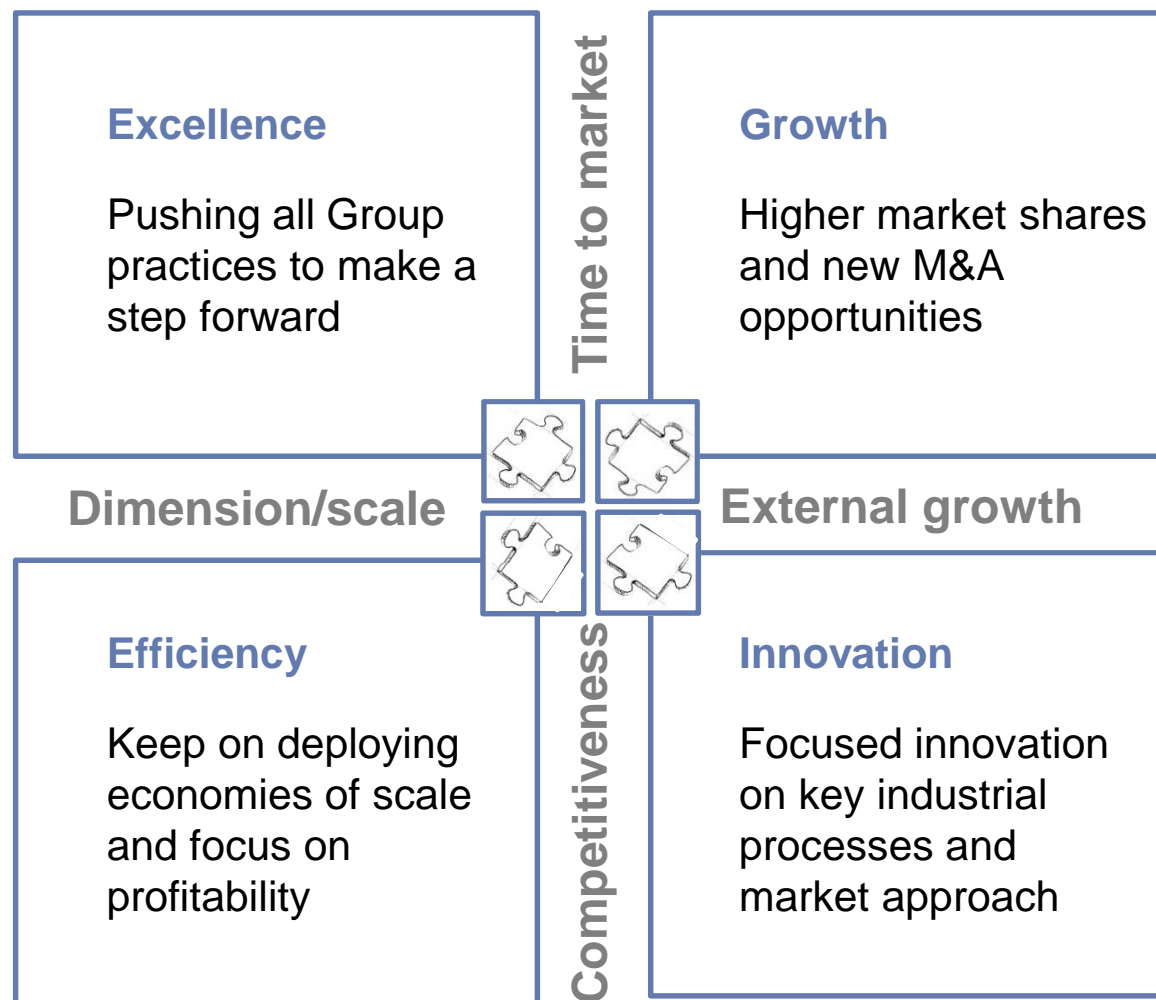 Excellence
Pushing all Group
practices to make a
step forward
Time to market
Growth
Higher market shares
and new M&A
opportunities
Dimension/scale
External growth
Efficiency
Keep on deploying
economies of scale
and focus on
profitability
Competitiveness
Innovation
Focused innovation
on key industrial
processes and
market approach